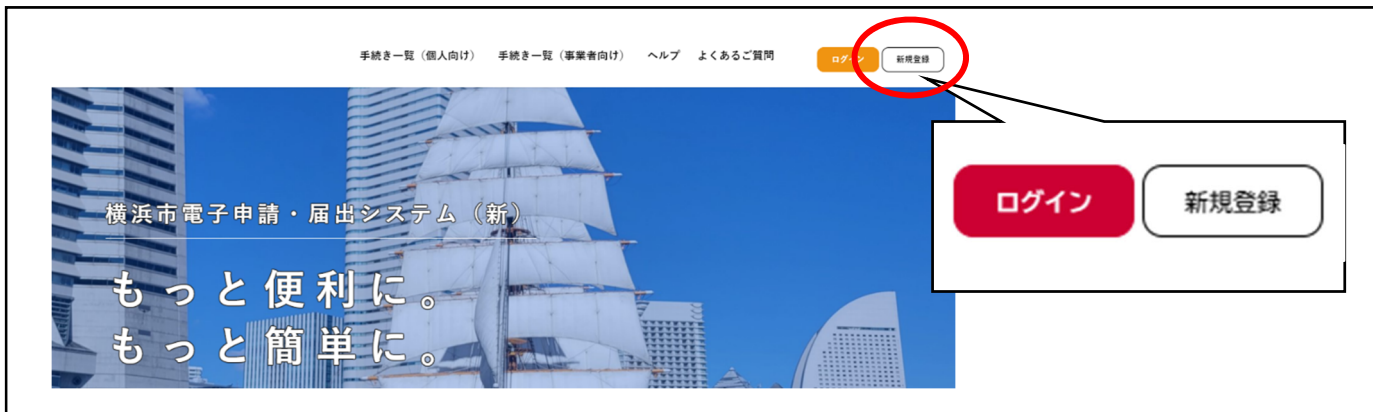 手続き一覧（個人向け） 手続き一覧（事業者向け） ヘルプ よくあるご質問 ログイン 新規登録
ログイン 新規登録
横浜市電子申請・届出システム（新）
もっと便利に。
もっと簡単に。